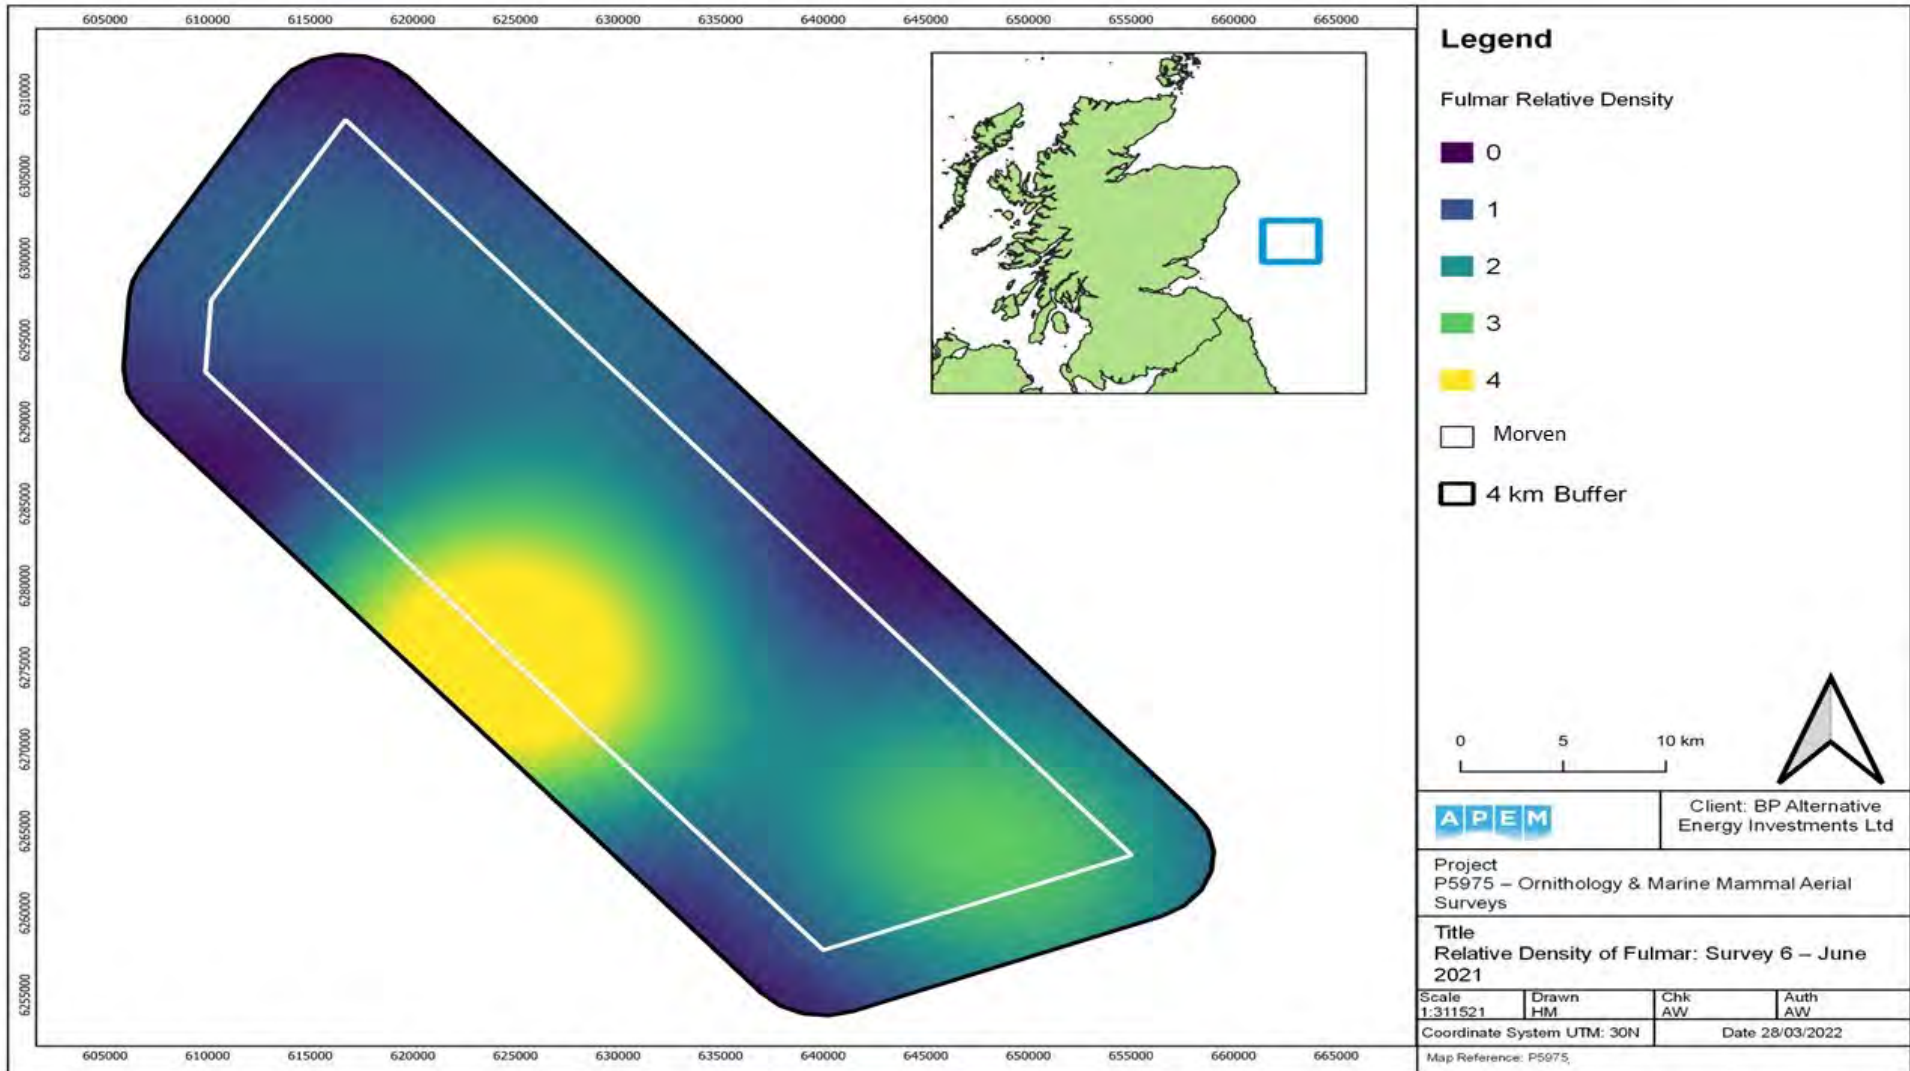 605000 610000 615000 620000 625000 630000 635000 640000 645000 650000 655000 660000 665000
6310000
6305000
6300000
6295000
6290000
6285000
6280000
6275000
6270000
6265000
6260000
6255000
605000 610000 615000 620000 625000 630000 635000 640000 645000 650000 655000 660000 665000
Legend
Fulmar Relative Density
0
1
2
3
4
Morven
4 km Buffer
0 5 10 km
APEM
Client: BP Alternative
Energy Investments Ltd
Project
P5975 – Ornithology & Marine Mammal Aerial
Surveys
Title
Relative Density of Fulmar: Survey 6 – June
2021
Scale
1:311521
Drawn
HM
Chk
AW
Auth
AW
Coordinate System UTM: 30N
Date 28/03/2022
Map Reference: P5975